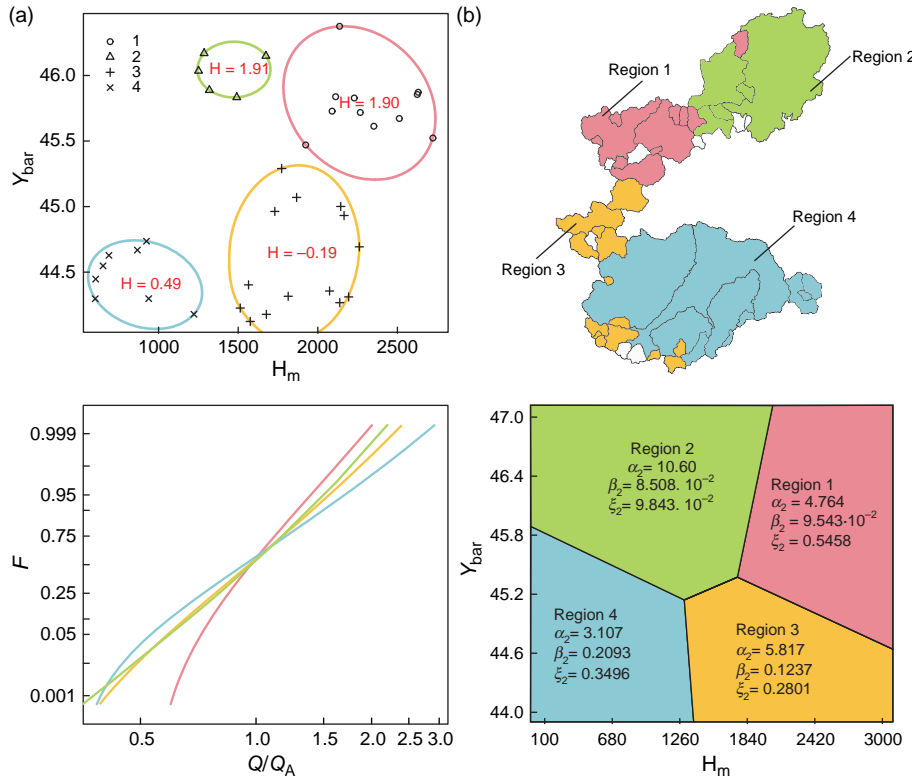 (a)
46.0
45.5
45.0
44.5
Y_bar
1
2
3
4
H = 1.91
H = 1.90
H = –0.19
H = 0.49
1000
1500
2000
2500
H_m
(b)
Region 1
Region 2
Region 3
Region 4
0.999
0.95
0.75
0.25
0.05
0.001
F
0.5
1.0
1.5
2.0
2.5
3.0
Q/Q_A
47.0
46.4
45.8
45.2
44.6
44.0
Y_bar
Region 2
α₂= 10.60
β₂= 8.508. 10⁻²
ξ₂= 9.843. 10⁻²
Region 1
α₂= 4.764
β₂ = 9.543·10⁻²
ξ₂= 0.5458
Region 4
α₂= 3.107
β₂= 0.2093
ξ₂= 0.3496
Region 3
α₂= 5.817
β₂= 0.1237
ξ₂= 0.2801
100
680
1260
1840
2420
3000
H_m